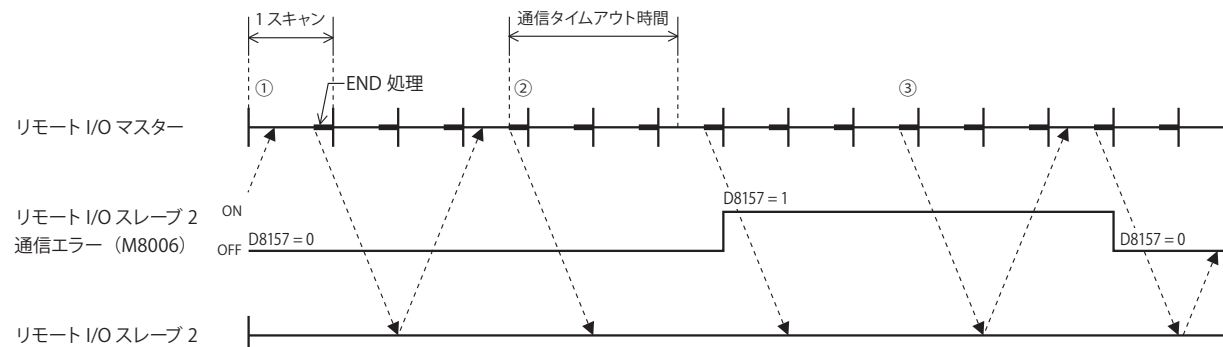 1 スキャン
通信タイムアウト時間
①
END 処理
②
③
リモート I/O マスター
リモート I/O スレーブ 2
通信エラー (M8006)
ON
OFF
D8157 = 0
D8157 = 1
D8157 = 0
リモート I/O スレーブ 2